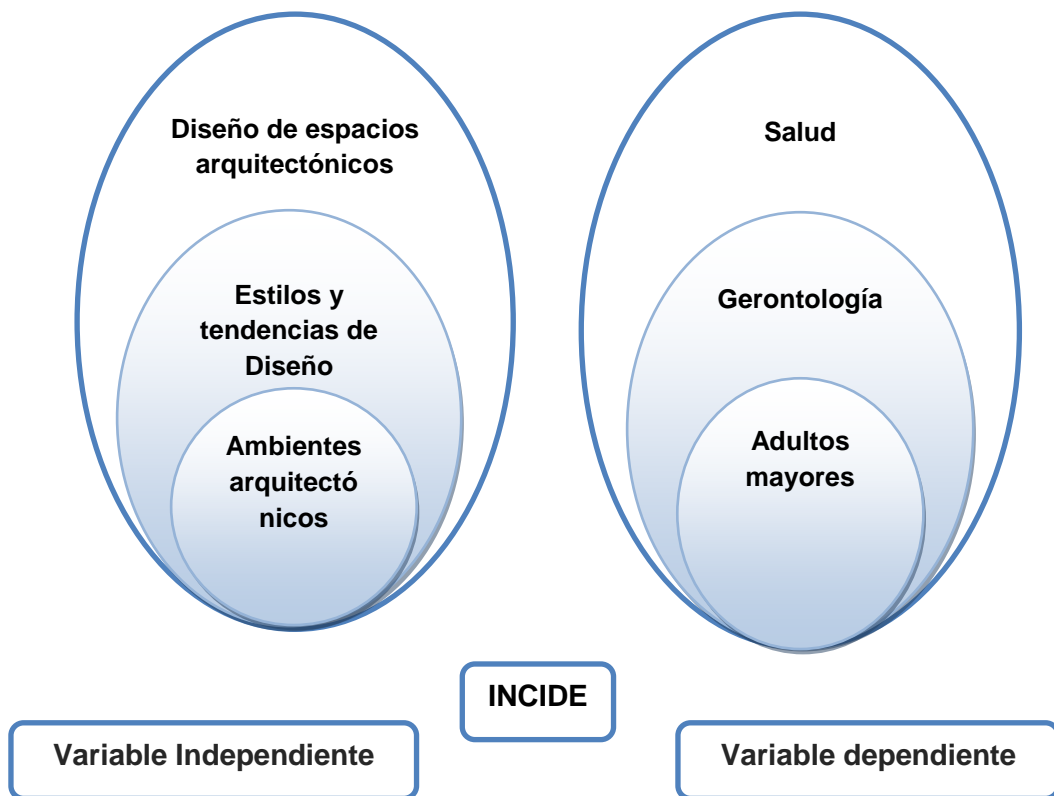 Diseño de espacios
arquitectónicos
Estilos y
tendencias de
Diseño
Ambientes
arquitectó
nicos
Salud
Gerontología
Adultos
mayores
INCIDE
Variable Independiente
Variable dependiente